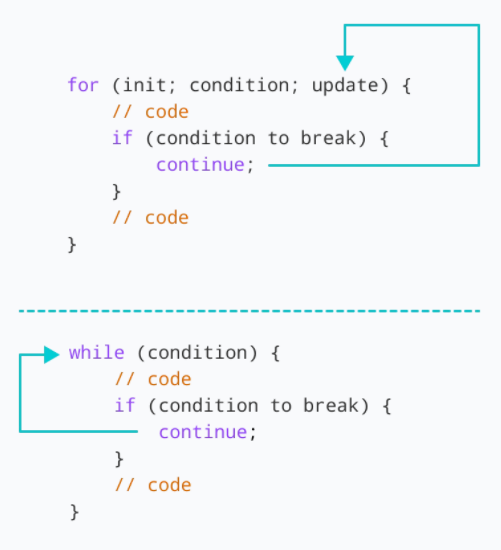 for (init; condition; update) {
    // code
    if (condition to break) {
        continue;
    }
    // code
}
while (condition) {
    // code
    if (condition to break) {
        continue;
    }
    // code
}